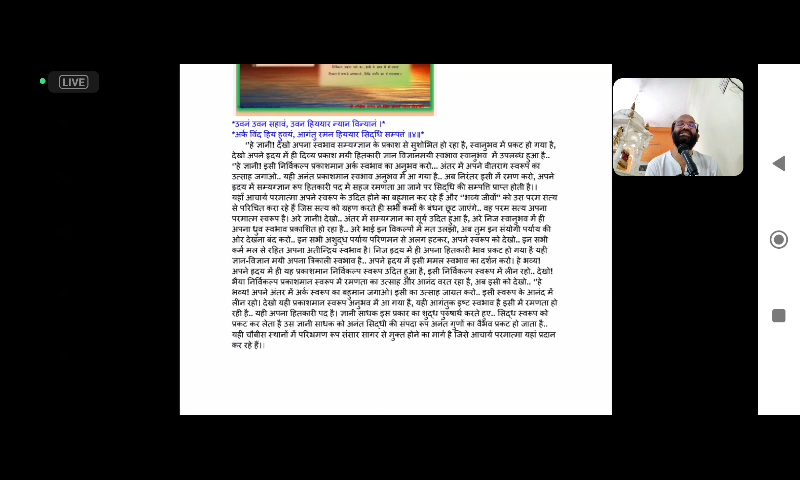 LIVE
*उवनं उवन सहावं, उवन हिययार न्यान विन्यानं ।*
*अर्क विंद हिय हुवयं, आगंतु रमन हिययार सिद्धि सम्पत्तं ॥४॥*
"हे ज्ञानी! देखो अपना स्वभाव सम्यग्ज्ञान के प्रकाश से सुशोभित हो रहा है, स्वानुभव में प्रकट हो गया है,
देखो अपने हृदय में ही दिव्य प्रकाश मयी हितकारी ज्ञान विज्ञानमयी स्वभाव स्वानुभव में उपलब्ध हुआ है..
"हे ज्ञानी! इसी निर्विकल्प प्रकाशमान अर्क स्वभाव का अनुभव करो... अंतर में अपने वीतराग स्वरूप का
उत्साह जगाओ.. यही अनंत प्रकाशमान स्वभाव अनुभव में आ गया है.. अब निरंतर इसी में रमण करो, अपने
हृदय में सम्यग्ज्ञान रूप हितकारी पद में सहज रमणता आ जाने पर सिद्धि की सम्पत्ति प्राप्त होती है।।
यहाँ आचार्य परमात्मा अपने स्वरूप के उदित होने का बहुमान कर रहे हैं और "भव्य जीवों" को उस परम सत्य
से परिचित करा रहे हैं जिस सत्य को ग्रहण करते ही सभी कर्मों के बंधन छूट जाएंगे.. वह परम सत्य अपना
परमात्म स्वरूप है। अरे ज्ञानी! देखो.. अंतर में सम्यग्ज्ञान का सूर्य उदित हुआ है, अरे निज स्वानुभव में ही
अपना ध्रुव स्वभाव प्रकाशित हो रहा है.. अरे भाई इन विकल्पों में मत उलझो, अब तुम इन संयोगी पर्याय की
ओर देखना बंद करो.. इन सभी अशुद्ध पर्याय परिणमन से अलग हटकर, अपने स्वरूप को देखो.. इन सभी
कर्म मल से रहित अपना अतीन्द्रिय स्वभाव है। निज हृदय में ही अपना हितकारी भाव प्रकट हो गया है यही
ज्ञान-विज्ञान मयी अपना त्रिकाली स्वभाव है.. अपने हृदय में इसी ममल स्वभाव का दर्शन करो। हे भव्य!
अपने हृदय में ही यह प्रकाशमान निर्विकल्प स्वरूप उदित हुआ है, इसी निर्विकल्प स्वरूप में लीन रहो.. देखो!
भैया निर्विकल्प स्वरूप में रमणता का उत्साह और आनंद वरत रहा है, अब इसी को देखो.. "हे
भव्य! अपने अंतर में अर्क स्वरूप का बहुमान जगाओ। इसी का उत्साह जाग्रत करो.. इसी स्वरूप के आनंद में
लीन रहो। देखो यही प्रकाशमान स्वरूप अनुभव में आ गया है, यही आगंतुक इष्ट स्वभाव है इसी में रमणता हो
रही है.. यही अपना हितकारी पद है। ज्ञानी साधक इस प्रकार का शुद्ध पुरुषार्थ करते हुए.. सिद्ध स्वरूप को
प्रकट कर लेता है उस ज्ञानी साधक को अनंत सिद्धी की संपदा रूप अनंत गुणों का वैभव प्रकट हो जाता है..
यही चौबीस स्थानों में परिभ्रमण रूप संसार सागर से मुक्त होने का मार्ग है जिसे आचार्य परमात्मा यहां प्रदान
कर रहे हैं।।